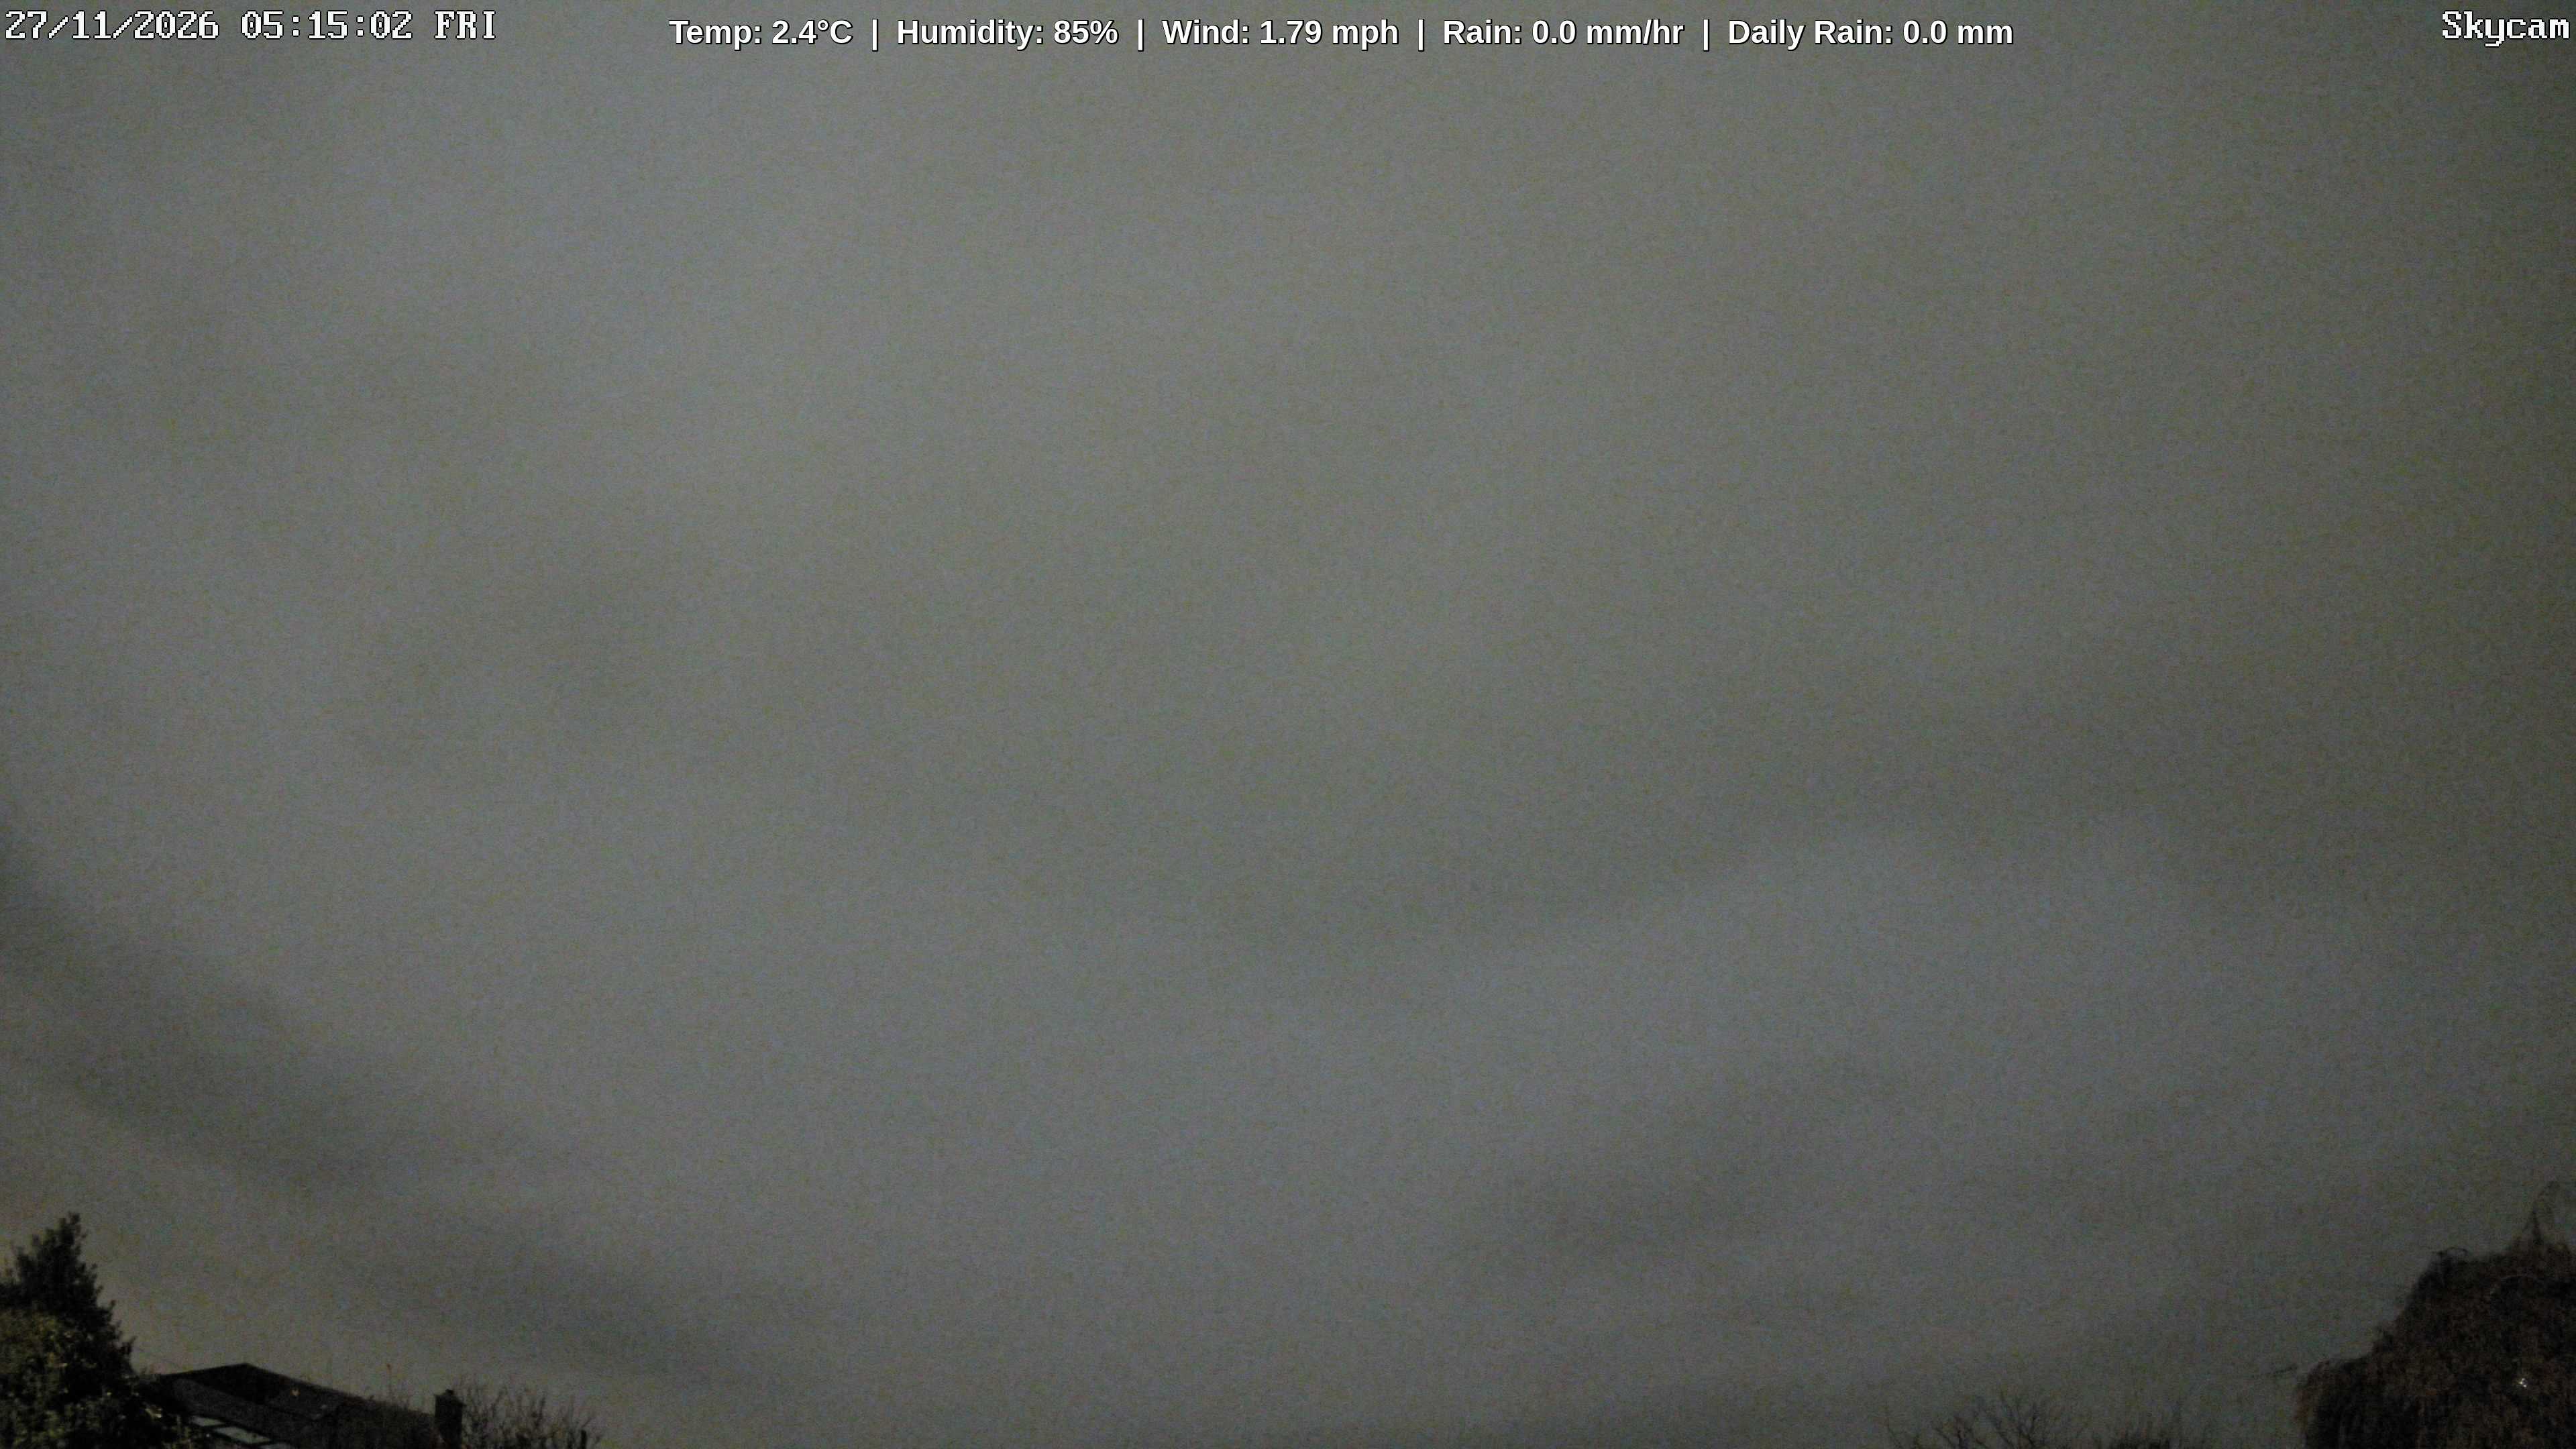 27/11/2026 05:15:02 FRI
Temp: 2.4°C | Humidity: 85% | Wind: 1.79 mph | Rain: 0.0 mm/hr | Daily Rain: 0.0 mm
Skycam